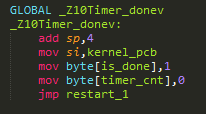 GLOBAL _Z10Timer_donev
_Z10Timer_donev:
add sp,4
mov si,kernel_pcb
mov byte[is_done],1
mov byte[timer_cnt],0
jmp restart_1